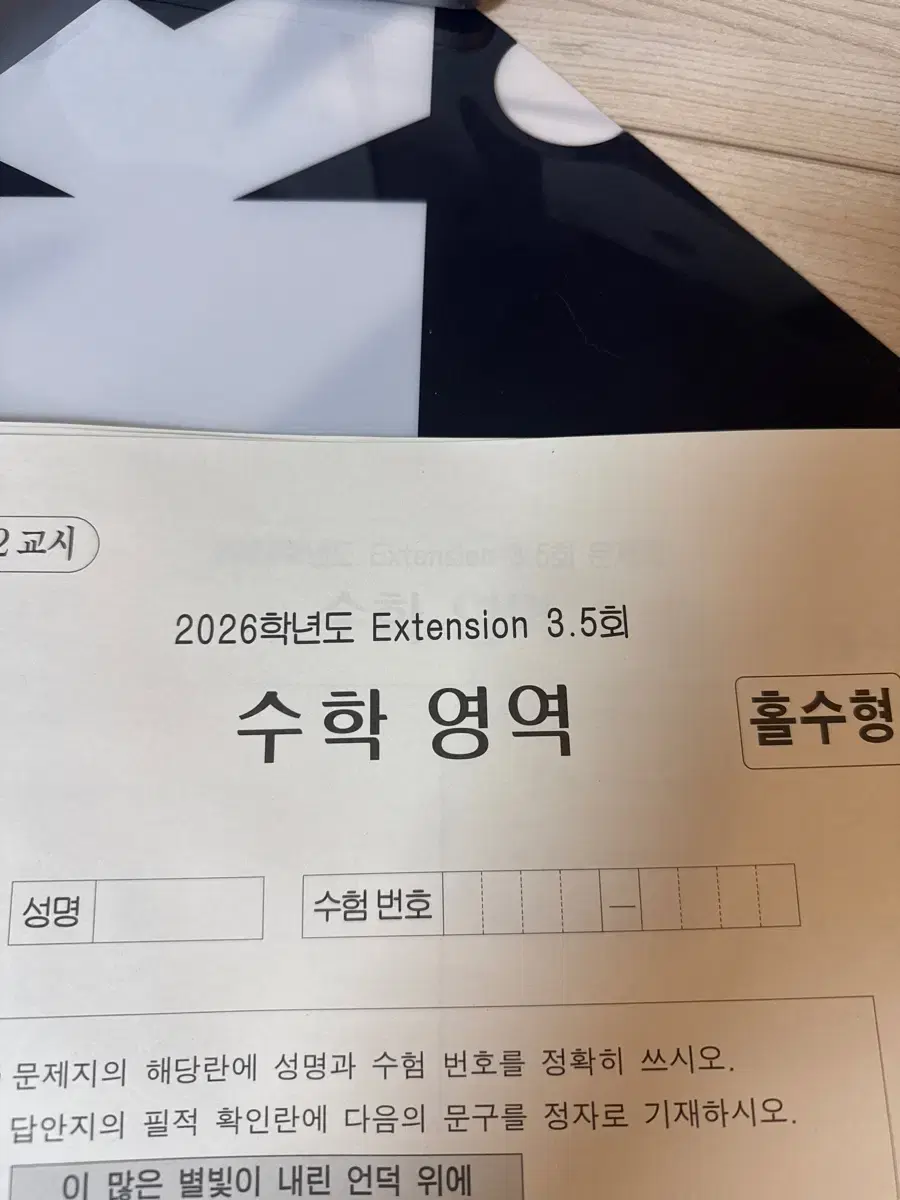 2교시
2026학년도 Extension 3.5회
수학 영역
홀수형
성명
수험 번호
—
문제지의 해당란에 성명과 수험 번호를 정확히 쓰시오.
답안지의 필적 확인란에 다음의 문구를 정자로 기재하시오.
이 많은 별빛이 내린 언덕 위에